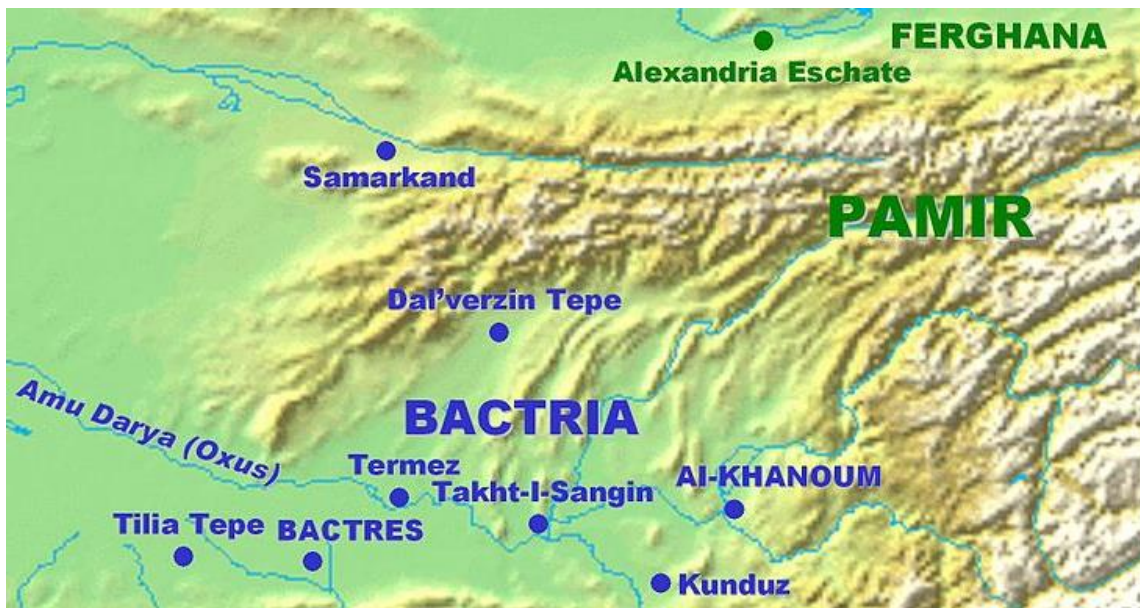 FERGHANA
Alexandria Eschate
Samarkand
PAMIR
Dal'verzin Tepe
Amu Darya (Oxus)
BACTRIA
Termez
Takht-I-Sangin
AI-KHANOUM
Tilia Tepe
BACTRES
Kunduz